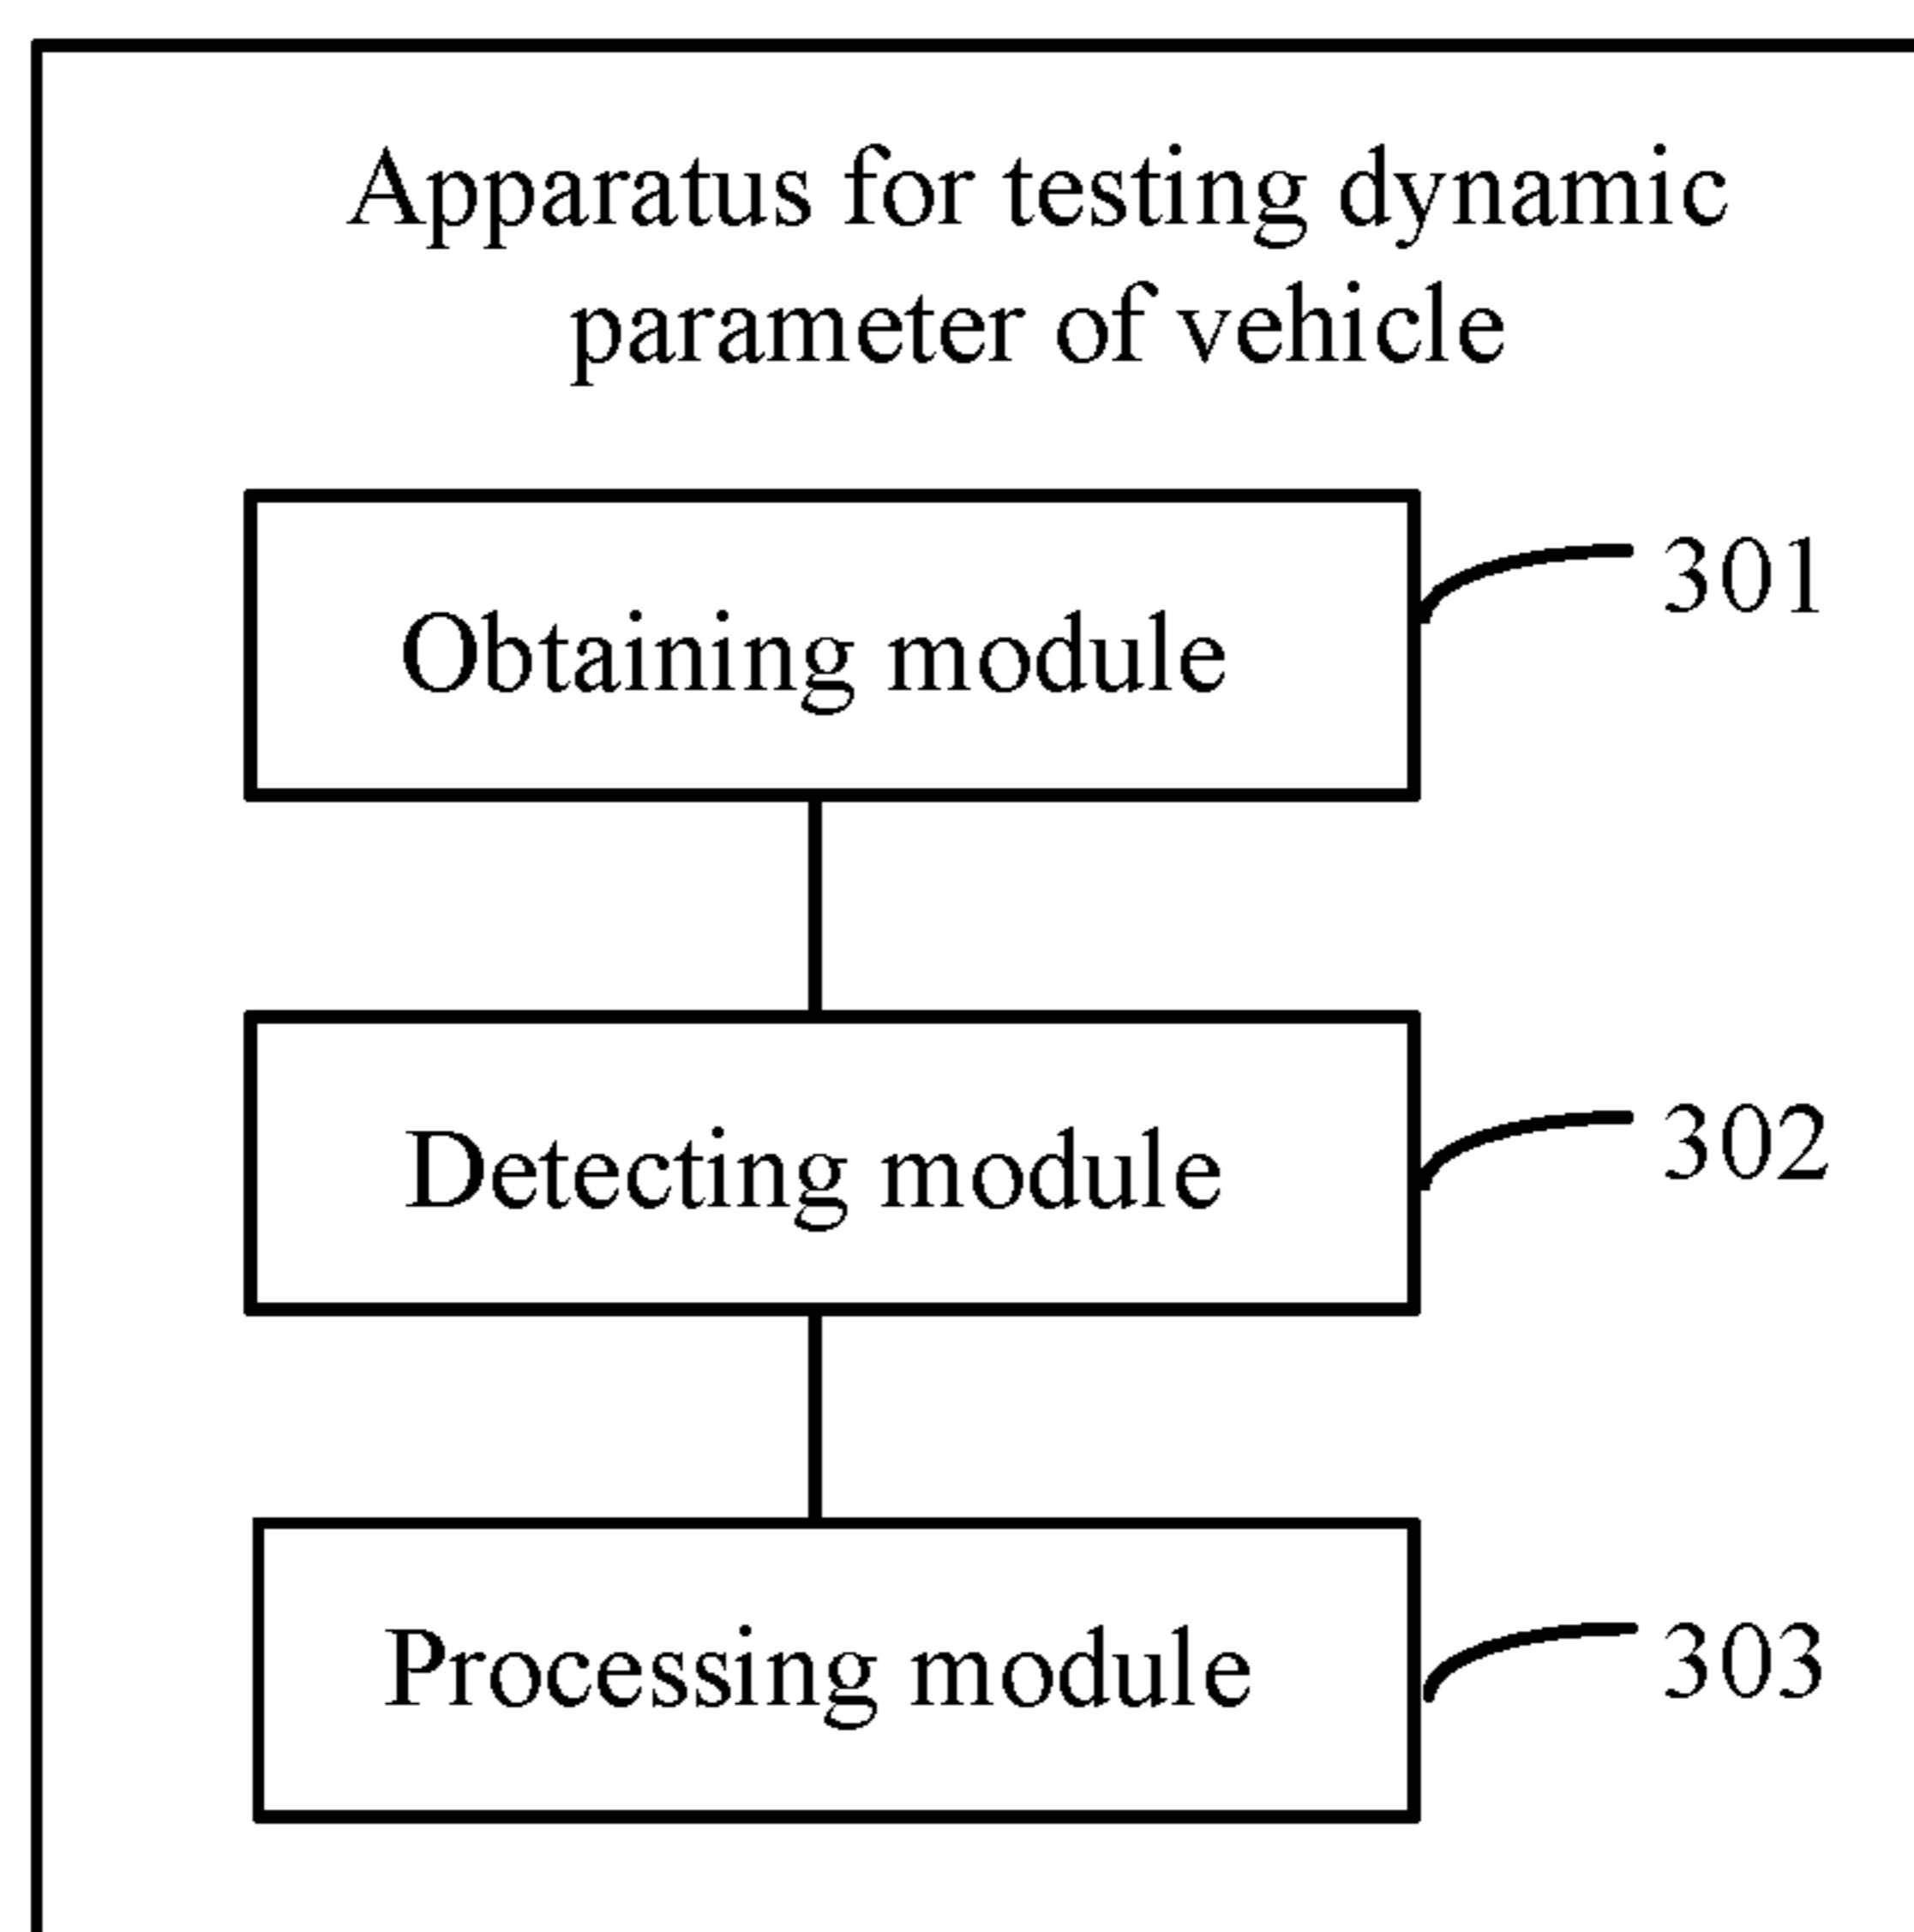 Apparatus for testing dynamic
parameter of vehicle
Obtaining module
301
Detecting module
302
Processing module
303